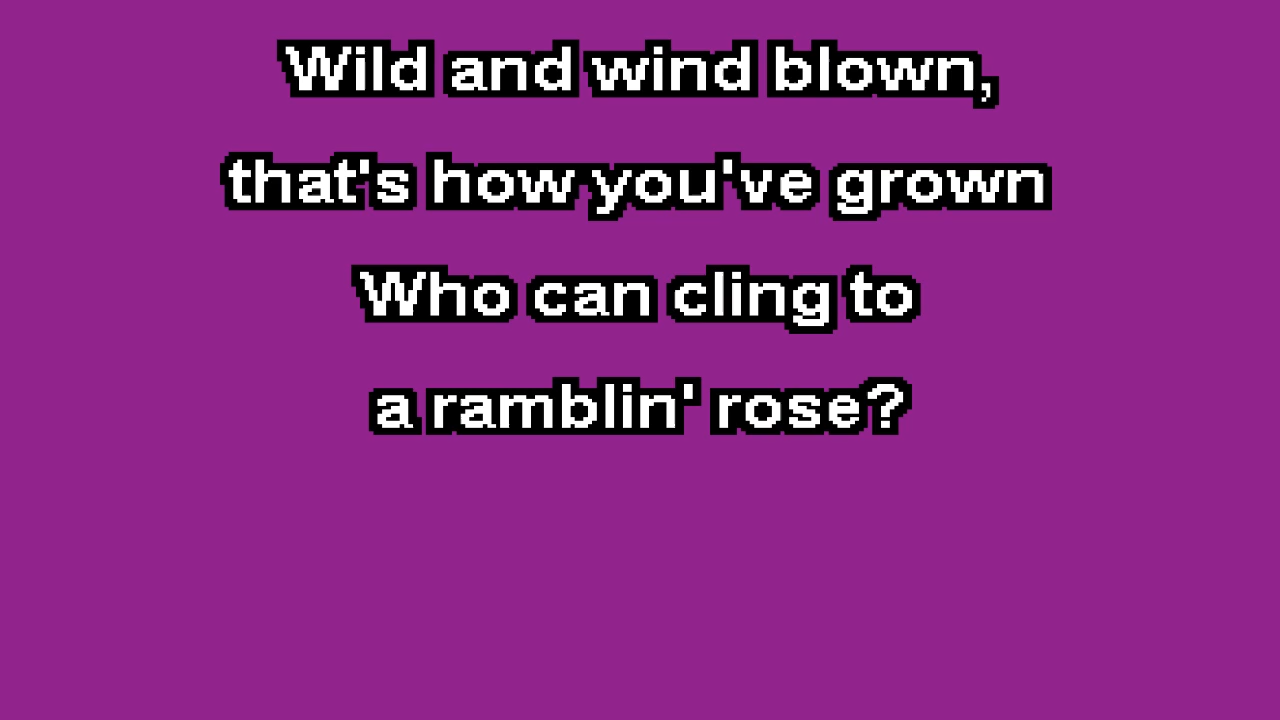 Wild and wind blown,
that's how you've grown
Who can cling to
a ramblin' rose?